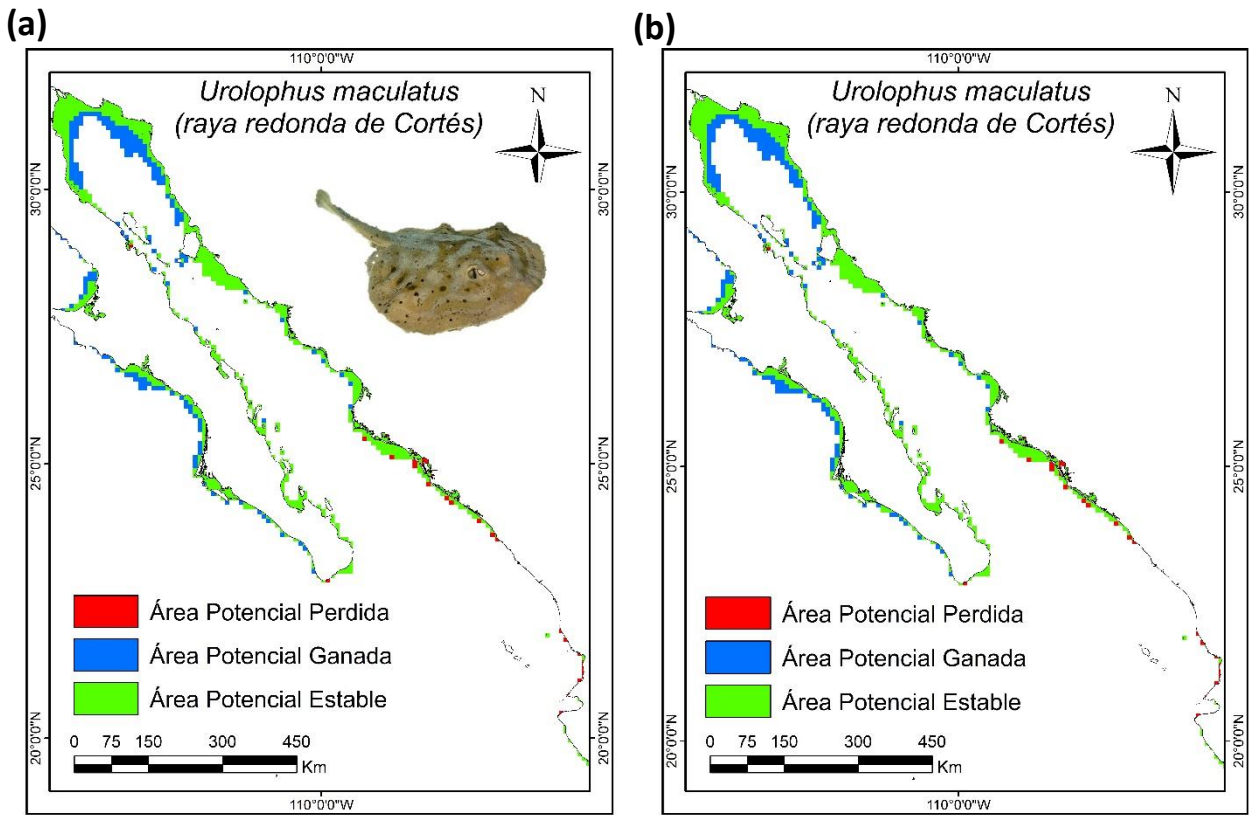 (a)
110°0'0"W
Urolophus maculatus
(raya redonda de Cortés)
N
30°0'0"N
30°0'0"N
25°0'0"N
25°0'0"N
Área Potencial Perdida
Área Potencial Ganada
Área Potencial Estable
20°0'0"N
20°0'0"N
0 75 150 300 450
Km
110°0'0"W
(b)
110°0'0"W
Urolophus maculatus
(raya redonda de Cortés)
N
30°0'0"N
30°0'0"N
25°0'0"N
25°0'0"N
Área Potencial Perdida
Área Potencial Ganada
Área Potencial Estable
20°0'0"N
20°0'0"N
0 75 150 300 450
Km
110°0'0"W